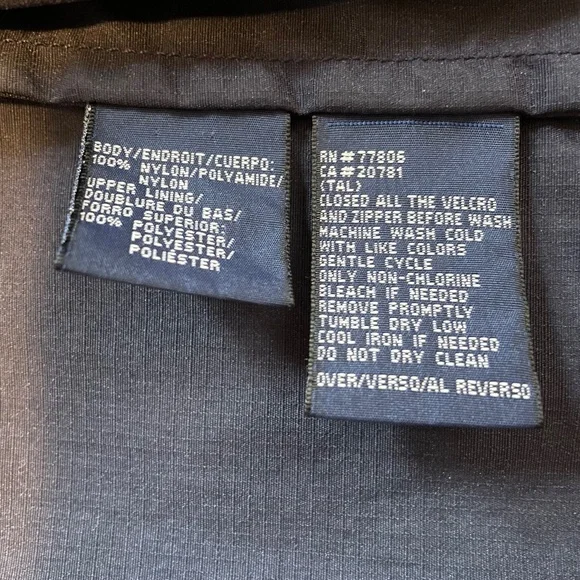 BODY/ENDROIT/CUERPO:
100% NYLON/POLYAMIDE/
NYLON
UPPER LINING/
DOUBLURE DU BAS/
FORRO SUPERIOR:
100% POLYESTER/
POLYESTER/
POLIÉSTER
RN#77806
CA#20781
(TAL)
CLOSED ALL THE VELCRO
AND ZIPPER BEFORE WASH
MACHINE WASH COLD
WITH LIKE COLORS
GENTLE CYCLE
ONLY NON-CHLORINE
BLEACH IF NEEDED
REMOVE PROMPTLY
TUMBLE DRY LOW
COOL IRON IF NEEDED
DO NOT DRY CLEAN
OVER/VERSO/AL REVERSO